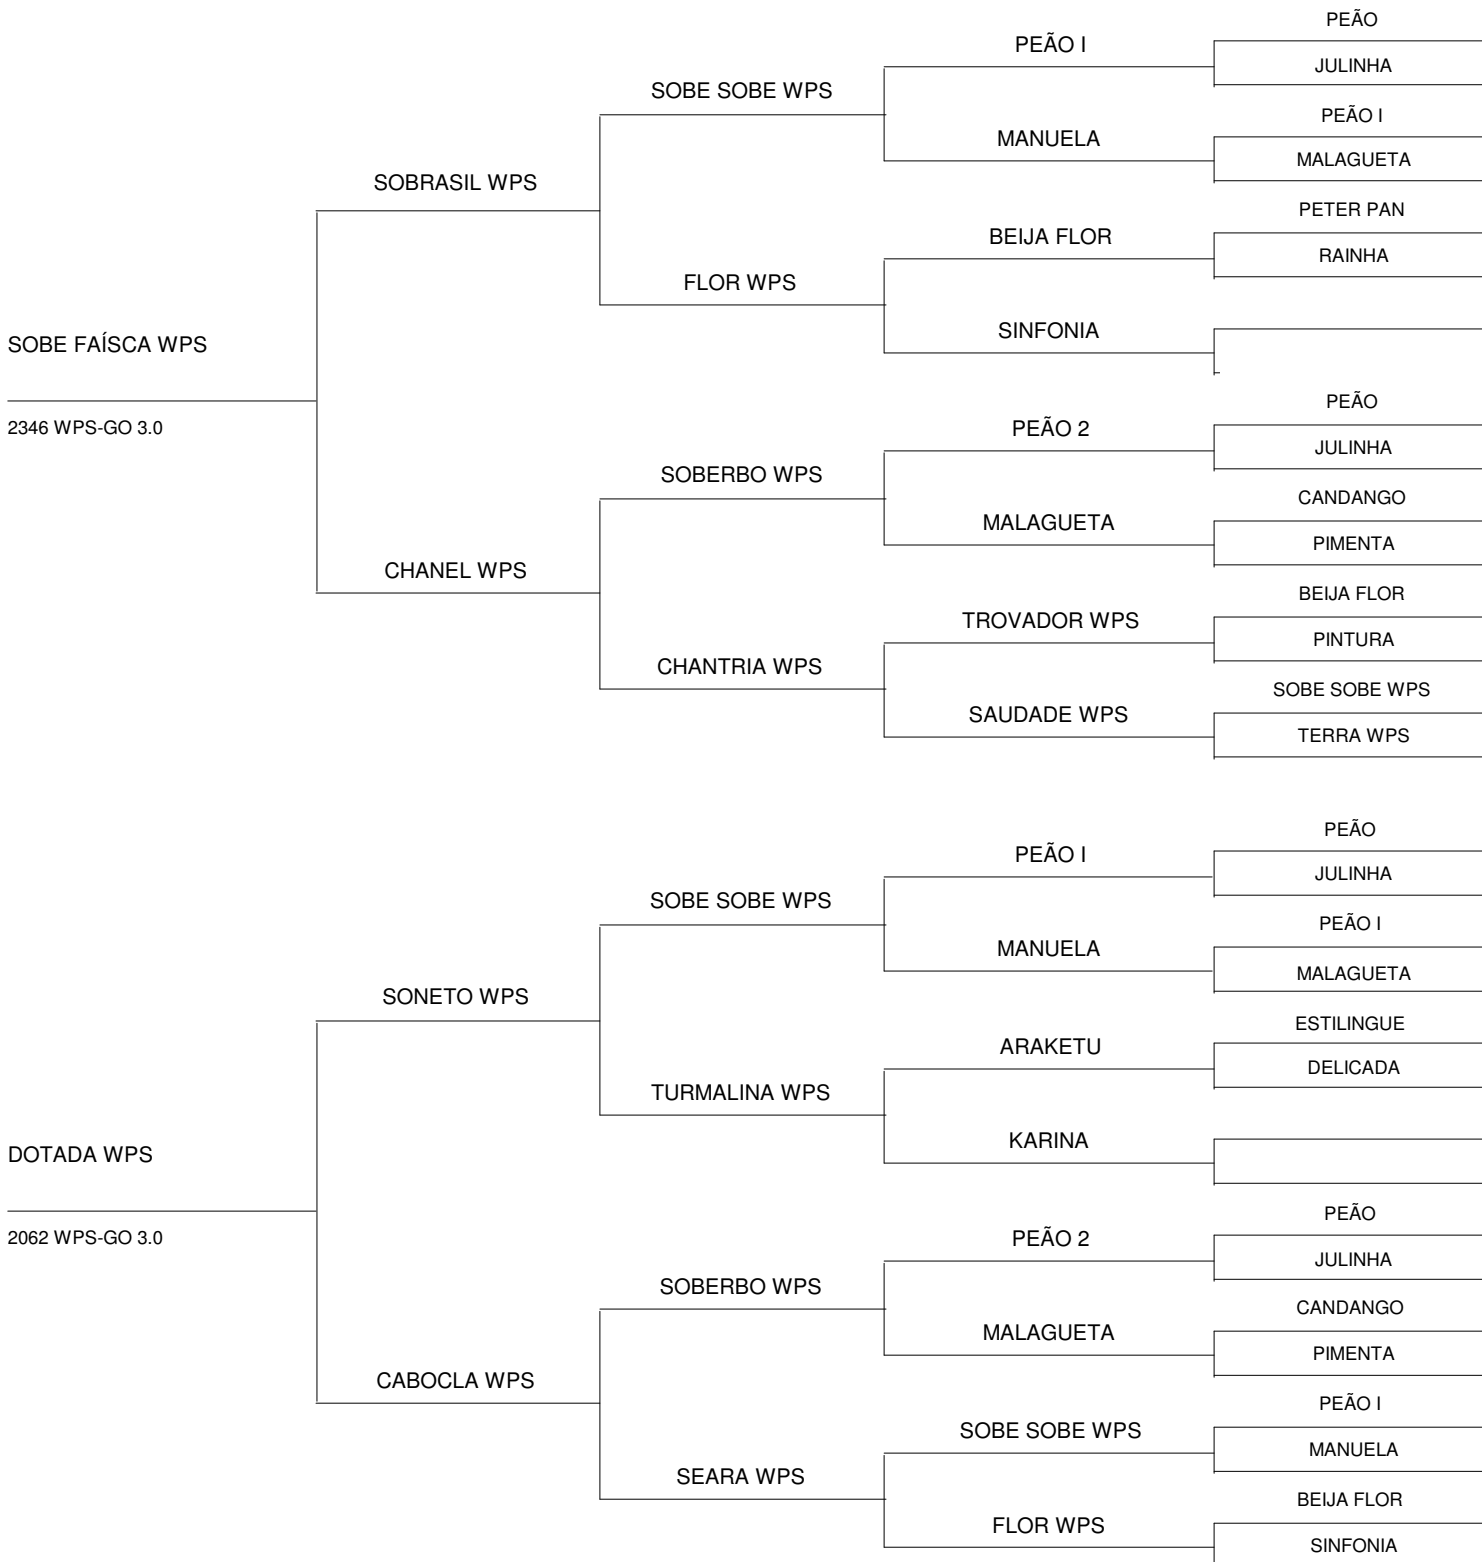 PEÃO
PEÃO I
JULINHA
SOBE SOBE WPS
PEÃO I
MANUELA
MALAGUETA
SOBRASIL WPS
PETER PAN
BEIJA FLOR
RAINHA
FLOR WPS
SINFONIA
SOBE FAÍSCA WPS
2346 WPS-GO 3.0
PEÃO
PEÃO 2
JULINHA
SOBERBO WPS
CANDANGO
MALAGUETA
PIMENTA
CHANEL WPS
BEIJA FLOR
TROVADOR WPS
PINTURA
CHANTRIA WPS
SOBE SOBE WPS
SAUDADE WPS
TERRA WPS
PEÃO
PEÃO I
JULINHA
SOBE SOBE WPS
PEÃO I
MANUELA
MALAGUETA
SONETO WPS
ESTILINGUE
ARAKETU
DELICADA
TURMALINA WPS
KARINA
DOTADA WPS
2062 WPS-GO 3.0
PEÃO
PEÃO 2
JULINHA
SOBERBO WPS
CANDANGO
MALAGUETA
PIMENTA
CABOCLA WPS
PEÃO I
SOBE SOBE WPS
MANUELA
SEARA WPS
BEIJA FLOR
FLOR WPS
SINFONIA